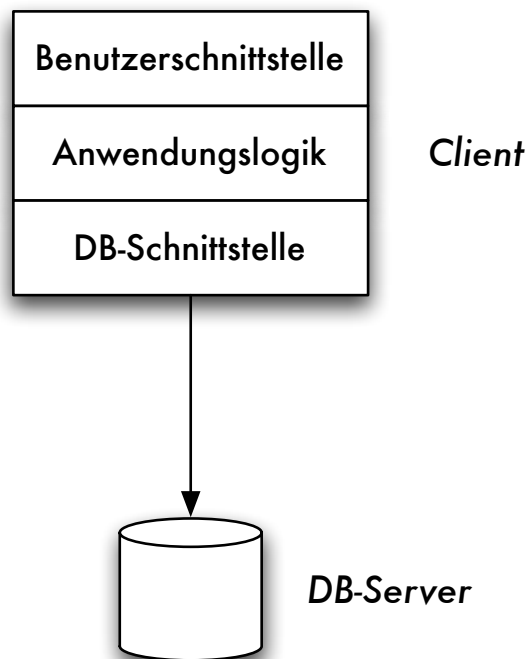 Benutzerschnittstelle
Anwendungslogik
Client
DB-Schnittstelle
DB-Server